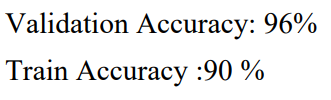 Validation Accuracy: 96%
Train Accuracy :90 %